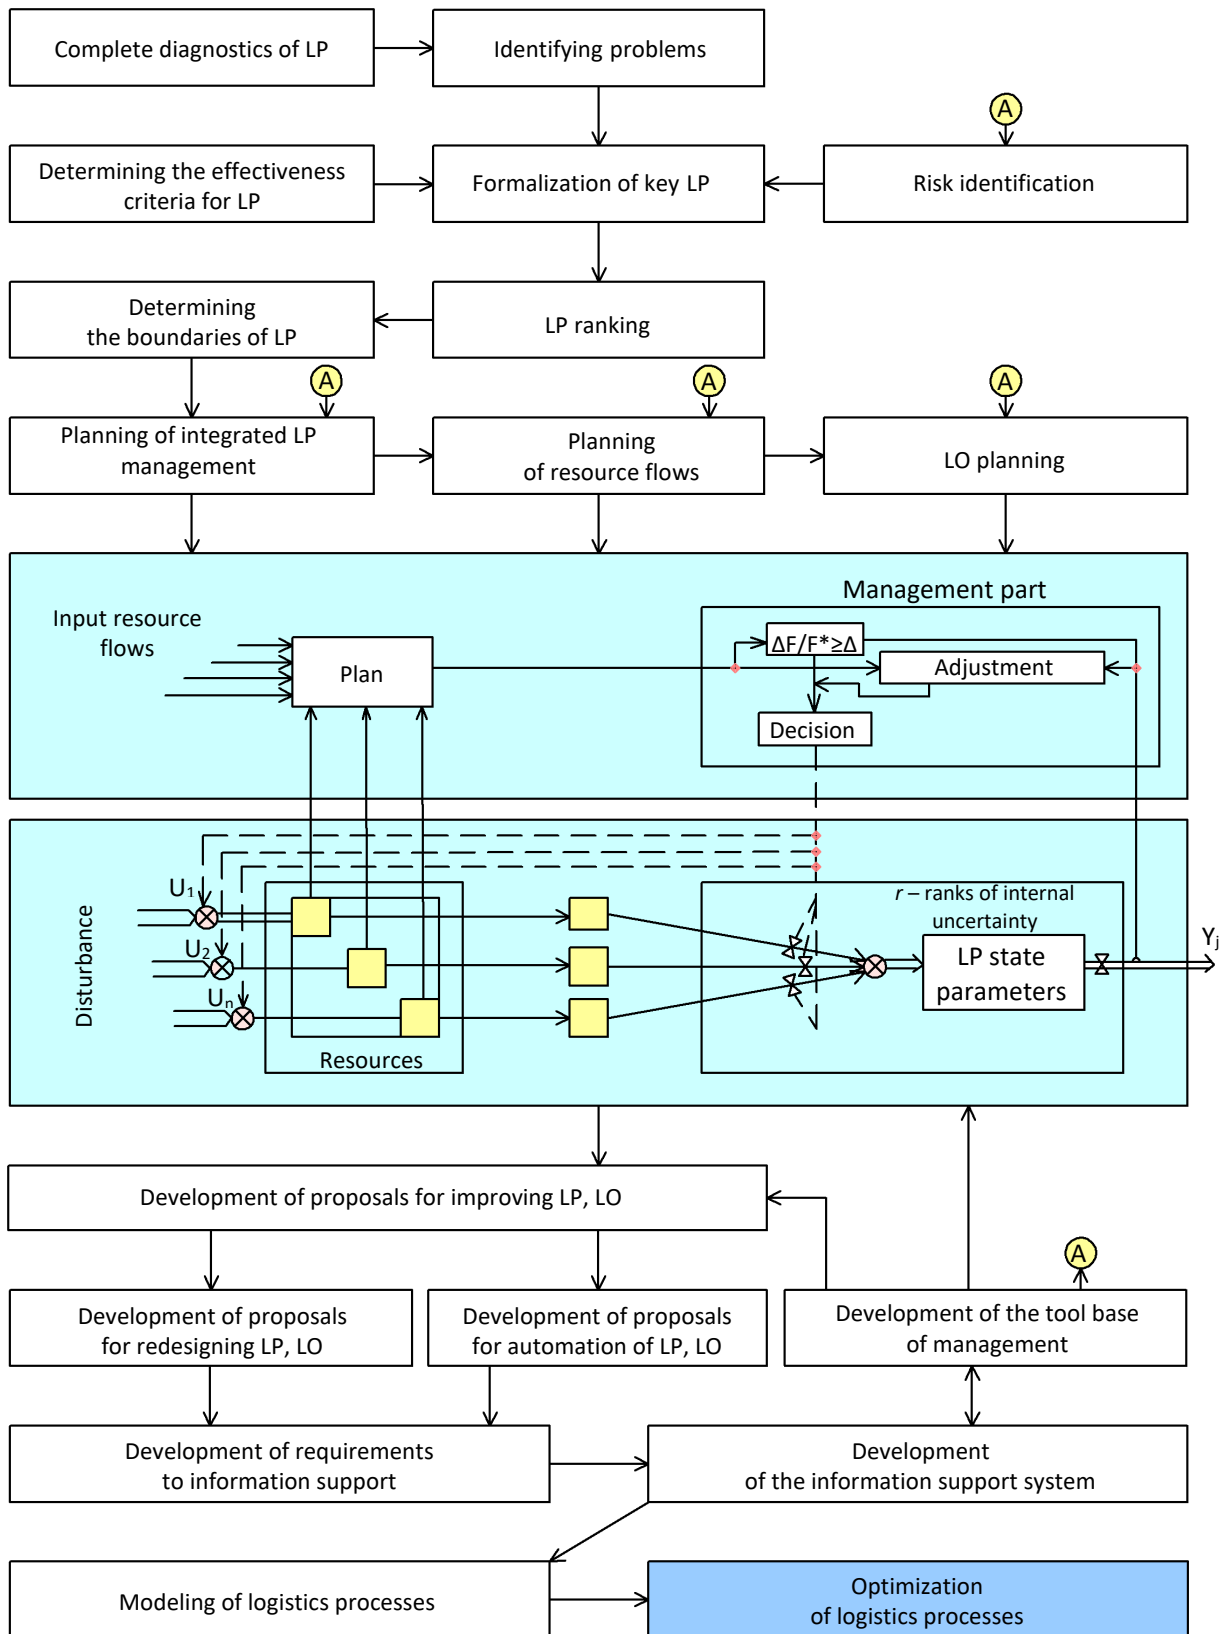 Complete diagnostics of LP
Identifying problems
A
Determining the effectiveness
criteria for LP
Formalization of key LP
Risk identification
Determining
the boundaries of LP
LP ranking
A
A
A
Planning of integrated LP
management
Planning
of resource flows
LO planning
Management part
Input resource
flows
Plan
ΔF/F*≥Δ
Adjustment
Decision
Disturbance
U1
U2
Un
Resources
r – ranks of internal
uncertainty
LP state
parameters
Yj
Development of proposals for improving LP, LO
A
Development of proposals
for redesigning LP, LO
Development of proposals
for automation of LP, LO
Development of the tool base
of management
Development of requirements
to information support
Development
of the information support system
Modeling of logistics processes
Optimization
of logistics processes